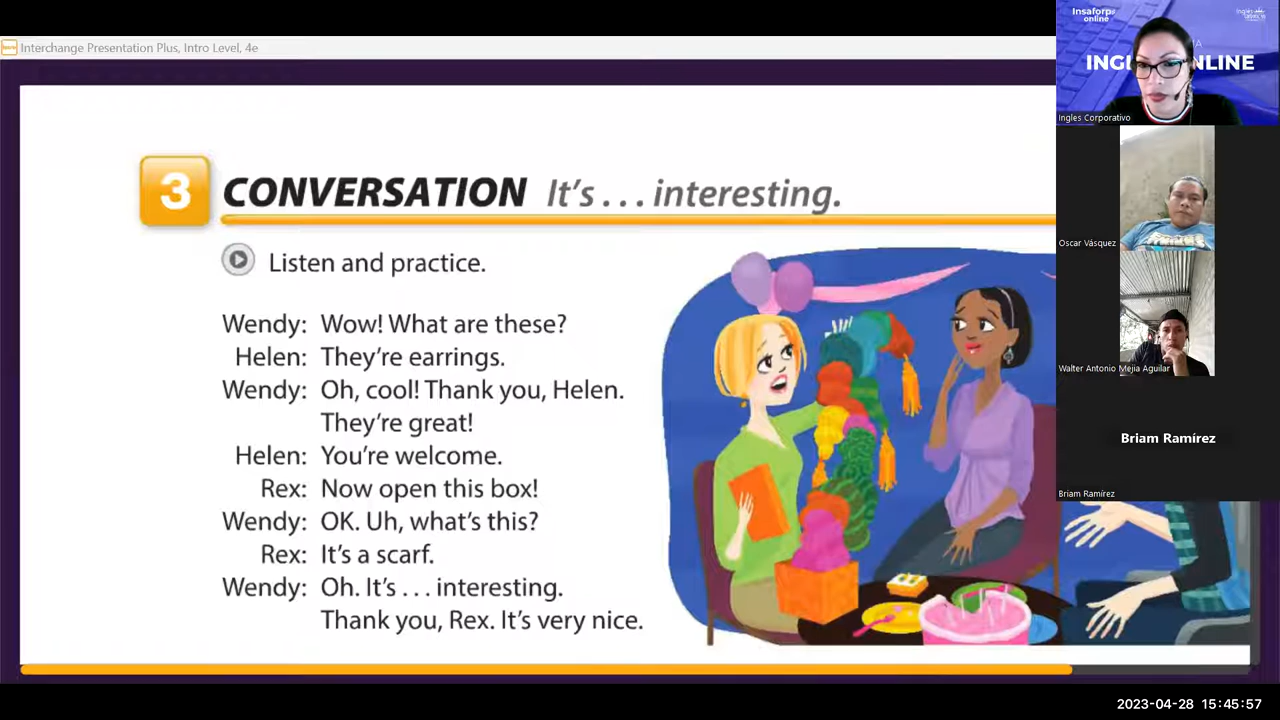 Interchange Presentation Plus, Intro Level, 4e
3 CONVERSATION It's . . . interesting.
Listen and practice.
Wendy: Wow! What are these?
Helen: They're earrings.
Wendy: Oh, cool! Thank you, Helen.
They're great!
Helen: You're welcome.
Rex: Now open this box!
Wendy: OK. Uh, what's this?
Rex: It's a scarf.
Wendy: Oh. It's . . . interesting.
Thank you, Rex. It's very nice.
Insaforp
online
Ingles Corporativo
Oscar Vásquez
Walter Antonio Mejia Aguilar
Briam Ramírez
Briam Ramírez
2023-04-28 15:45:57